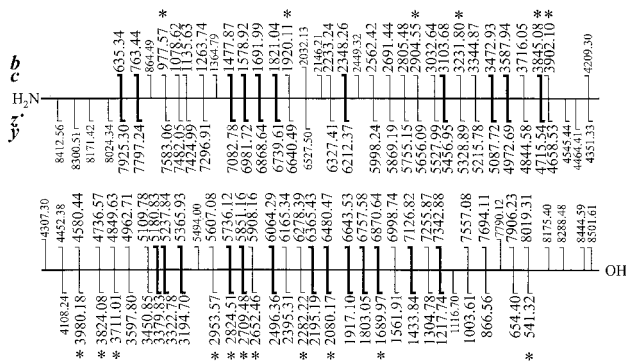 * * * * * *
b 635.34 763.44 864.49 977.57 1078.62 1135.63 1263.74 1364.79 1477.87 1578.92 1691.99 1821.04 1920.11 2032.13 2146.21 2233.24 2348.26 2449.32 2562.42 2691.44 2805.48 2904.55 3032.64 3103.68 3231.80 3344.87 3472.93 3587.94 3716.05 3845.08 3902.10 4209.30
c
H₂N
z•
y 8412.56 8300.51 8171.42 8024.34 7925.30 7797.24 7583.06 7482.05 7424.99 7296.91 7082.78 6981.72 6868.64 6739.61 6640.49 6527.50 6327.41 6212.37 5998.24 5869.19 5755.15 5656.09 5527.99 5456.95 5328.89 5215.78 5087.72 4972.69 4844.58 4715.54 4658.53 4545.44 4464.41 4351.33
4307.30 4452.38 4580.44 4736.57 4849.63 4962.71 5109.78 5180.83 5237.84 5365.93 5494.00 5607.08 5736.12 5851.16 5908.16 6064.29 6165.34 6278.39 6365.43 6480.47 6643.53 6757.58 6870.64 6998.74 7126.82 7255.87 7342.88 7557.08 7694.11 7790.12 7906.23 8019.31 8175.40 8288.48 8444.59 8501.61
OH
4108.24 3980.18 3824.08 3711.01 3597.80 3450.85 3379.83 3322.78 3194.70 2953.57 2824.51 2709.48 2652.46 2496.36 2395.31 2282.22 2195.19 2080.17 1917.10 1803.05 1689.97 1561.91 1433.84 1304.78 1217.74 1116.70 1003.61 866.56 654.40 541.32
* * * * * * * * * * *